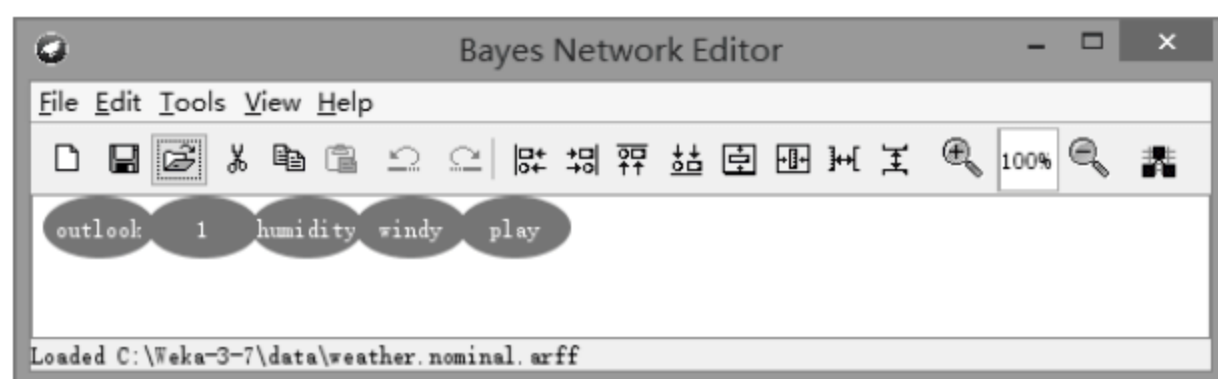 Bayes Network Editor
File Edit Tools View Help
100%
outlook 1 humidity windy play
Loaded C:\Weka-3-7\data\weather.nominal.arff